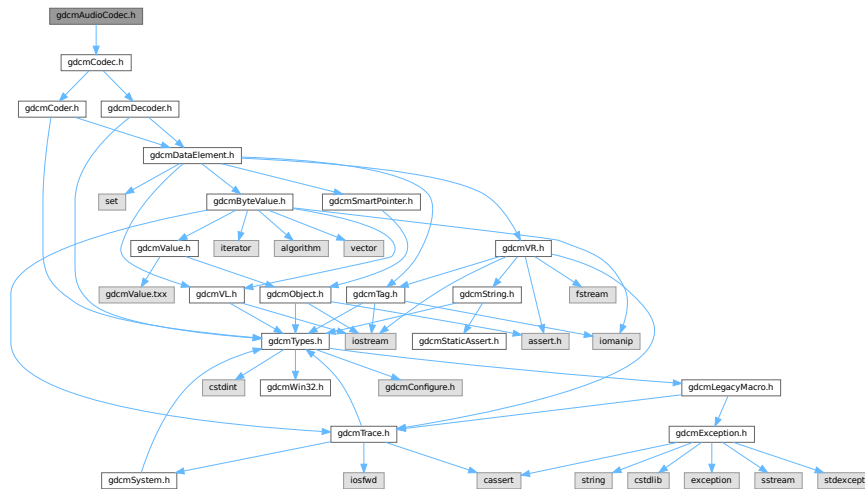 gdcmAudioCodec.h
gdcmCodec.h
gdcmCoder.h
gdcmDecoder.h
gdcmDataElement.h
set
gdcmByteValue.h
gdcmSmartPointer.h
gdcmValue.h
iterator
algorithm
vector
gdcmVR.h
gdcmValue.txx
gdcmVL.h
gdcmObject.h
gdcmTag.h
gdcmString.h
fstream
gdcmTypes.h
iostream
gdcmStaticAssert.h
assert.h
iomanip
cstdint
gdcmWin32.h
gdcmConfigure.h
gdcmLegacyMacro.h
gdcmTrace.h
gdcmException.h
gdcmSystem.h
iosfwd
cassert
string
cstdlib
exception
sstream
stdexcept